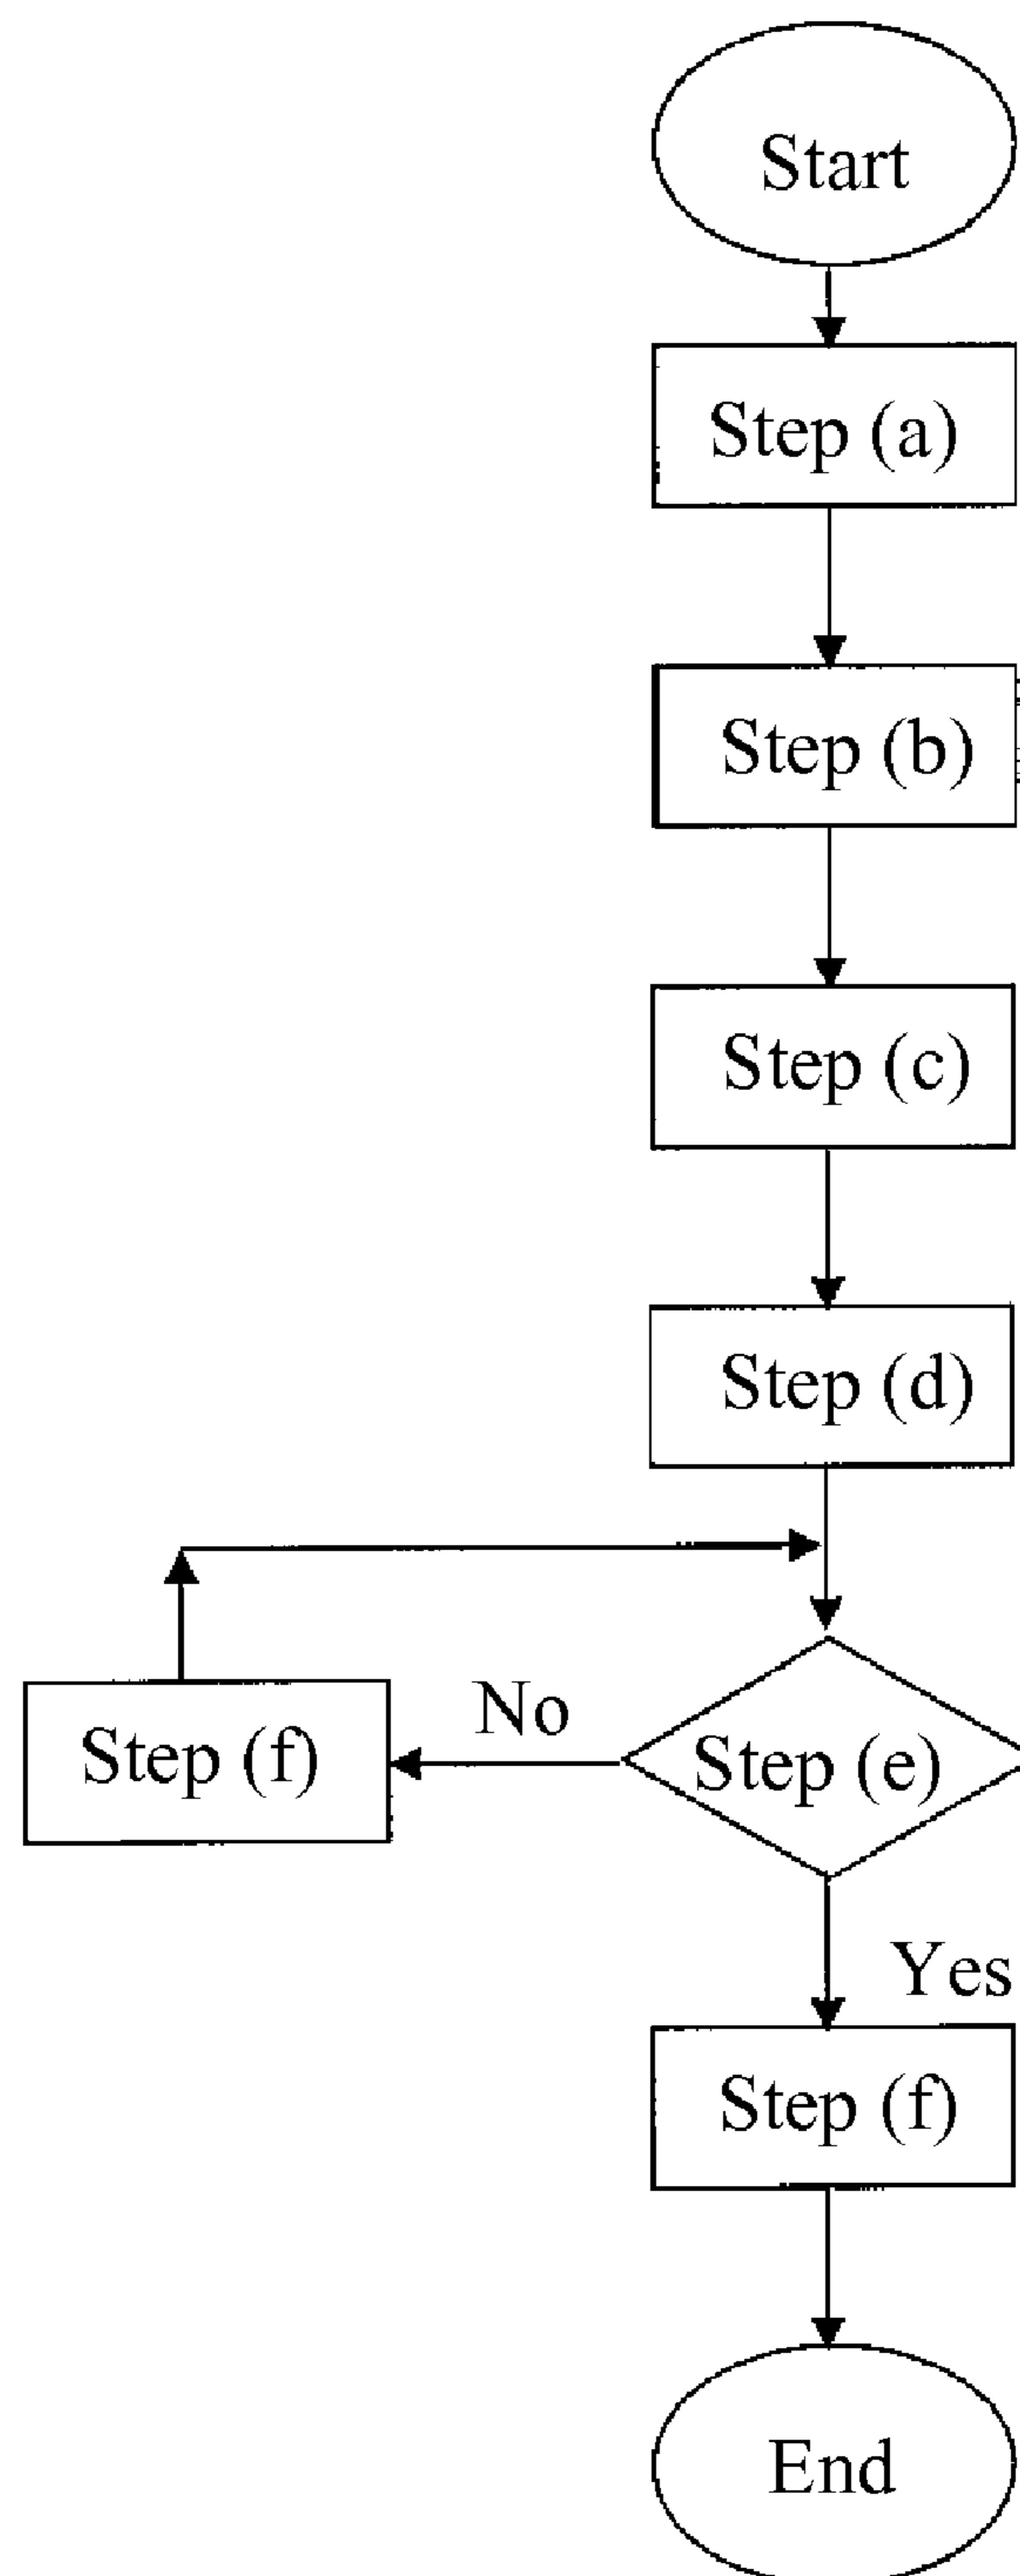 Start
Step (a)
Step (b)
Step (c)
Step (d)
No
Step (f)
Step (e)
Yes
Step (f)
End